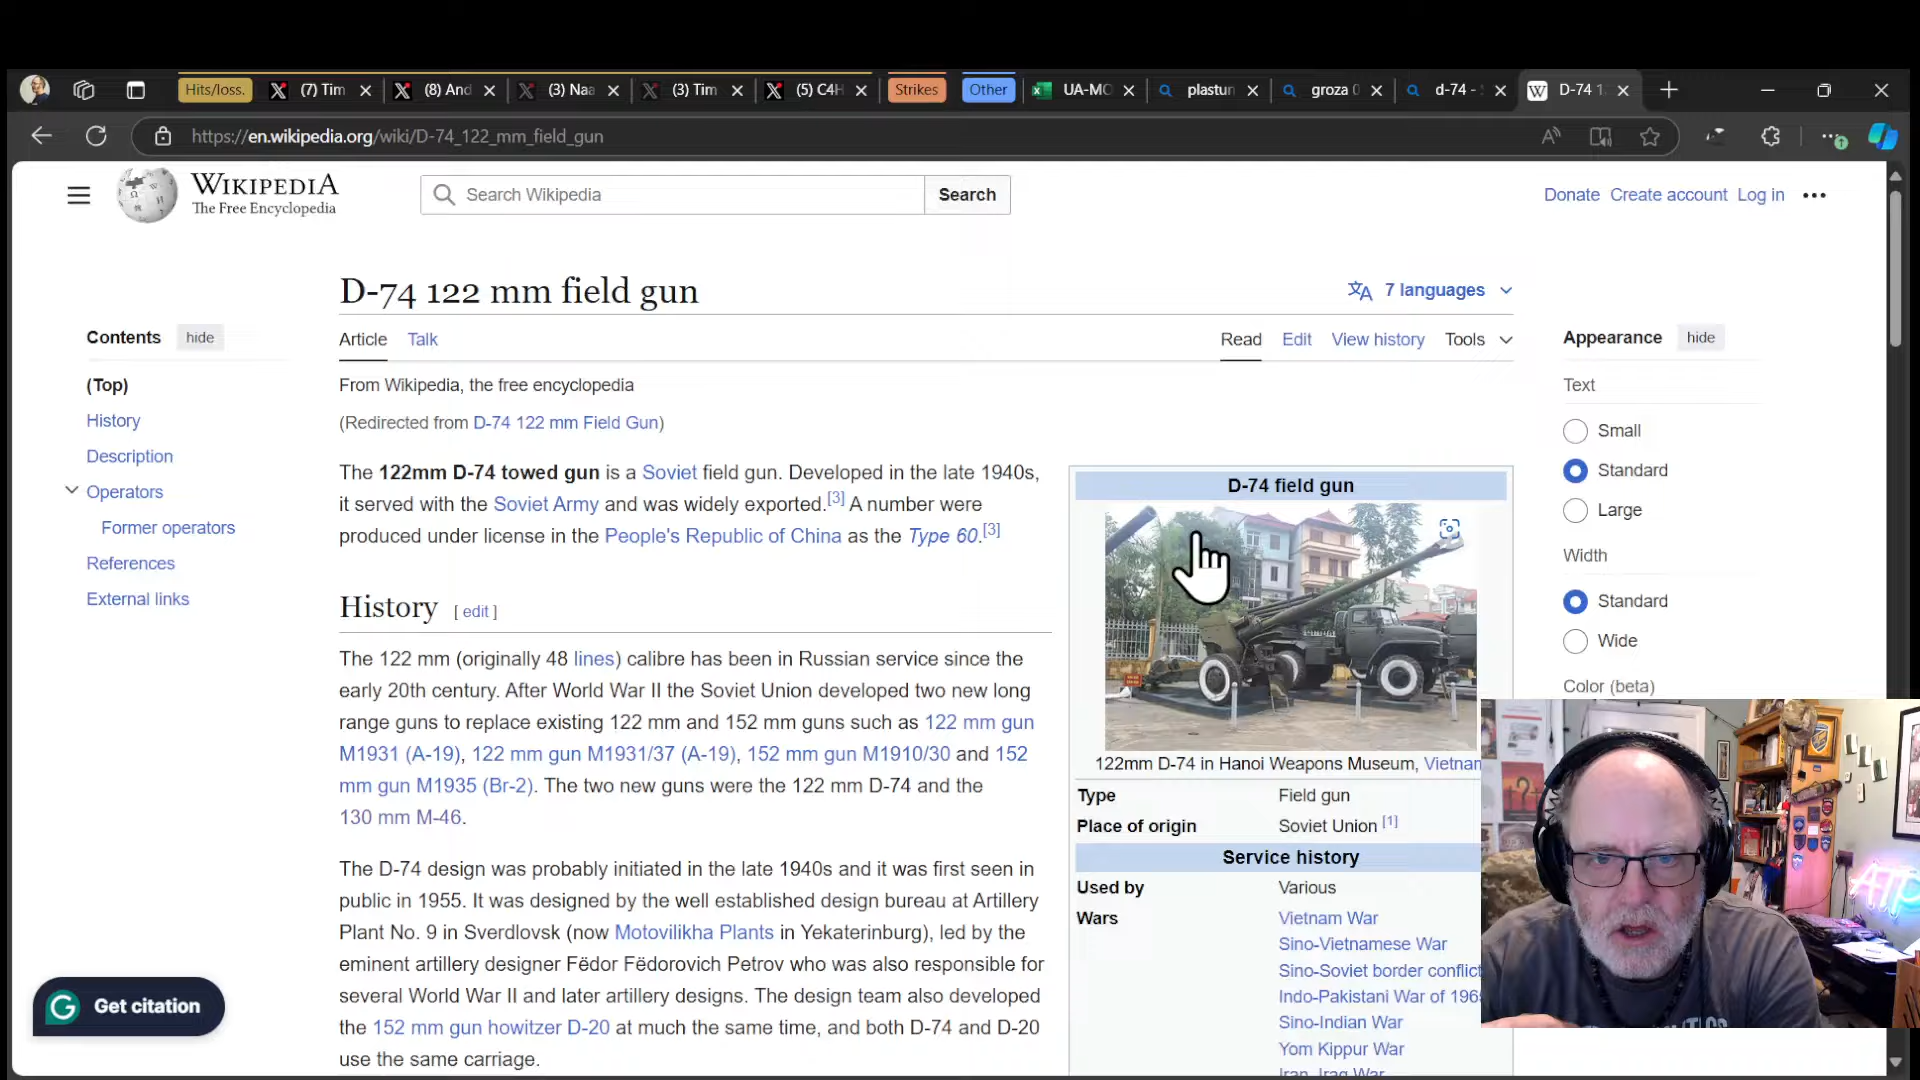 Hits/loss.
(7) Tim
(8) And
(3) Naa
(3) Tim
(5) C4H
Strikes
Other
UA-MC
plastun
groza 0
d-74 -
D-74 1
https://en.wikipedia.org/wiki/D-74_122_mm_field_gun
WIKIPEDIA
The Free Encyclopedia
Search Wikipedia
Search
Donate Create account Log in
D-74 122 mm field gun
7 languages
Contents hide
Article Talk
Read Edit View history Tools
Appearance hide
(Top)
History
Description
Operators
Former operators
References
External links
From Wikipedia, the free encyclopedia
(Redirected from D-74 122 mm Field Gun)
The 122mm D-74 towed gun is a Soviet field gun. Developed in the late 1940s,
it served with the Soviet Army and was widely exported.[3] A number were
produced under license in the People's Republic of China as the Type 60.[3]
History [ edit ]
The 122 mm (originally 48 lines) calibre has been in Russian service since the
early 20th century. After World War II the Soviet Union developed two new long
range guns to replace existing 122 mm and 152 mm guns such as 122 mm gun
M1931 (A-19), 122 mm gun M1931/37 (A-19), 152 mm gun M1910/30 and 152
mm gun M1935 (Br-2). The two new guns were the 122 mm D-74 and the
130 mm M-46.
The D-74 design was probably initiated in the late 1940s and it was first seen in
public in 1955. It was designed by the well established design bureau at Artillery
Plant No. 9 in Sverdlovsk (now Motovilikha Plants in Yekaterinburg), led by the
eminent artillery designer Fëdor Fëdorovich Petrov who was also responsible for
several World War II and later artillery designs. The design team also developed
the 152 mm gun howitzer D-20 at much the same time, and both D-74 and D-20
use the same carriage.
D-74 field gun
122mm D-74 in Hanoi Weapons Museum, Vietnam
Type Field gun
Place of origin Soviet Union [1]
Service history
Used by Various
Wars Vietnam War
Sino-Vietnamese War
Sino-Soviet border conflict
Indo-Pakistani War of 196
Sino-Indian War
Yom Kippur War
Iran–Iraq War
Text
Small
Standard
Large
Width
Standard
Wide
Color (beta)
Get citation
ATP